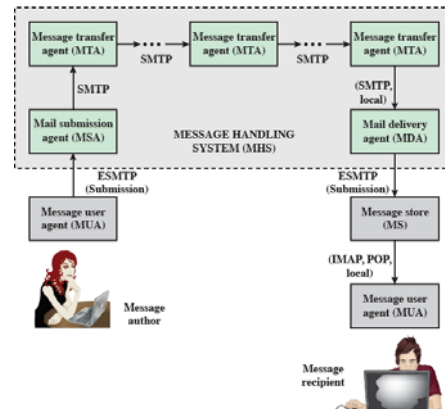 Message transfer
agent (MTA)
SMTP
Message transfer
agent (MTA)
SMTP
Message transfer
agent (MTA)
SMTP
(SMTP,
local)
Mail submission
agent (MSA)
MESSAGE HANDLING
SYSTEM (MHS)
Mail delivery
agent (MDA)
ESMTP
(Submission)
ESMTP
(Submission)
Message user
agent (MUA)
Message store
(MS)
(IMAP, POP,
local)
Message
author
Message user
agent (MUA)
Message
recipient